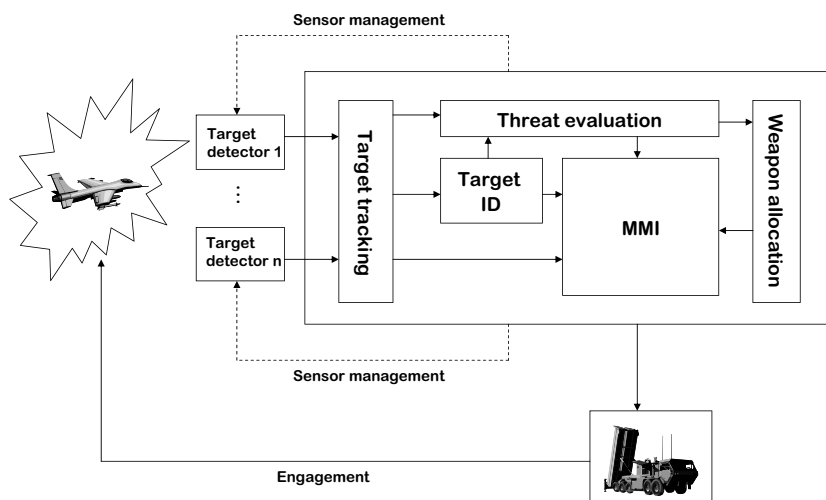 Sensor management
Target
detector 1
...
Target
detector n
Target tracking
Threat evaluation
Target
ID
MMI
Weapon allocation
Sensor management
Engagement